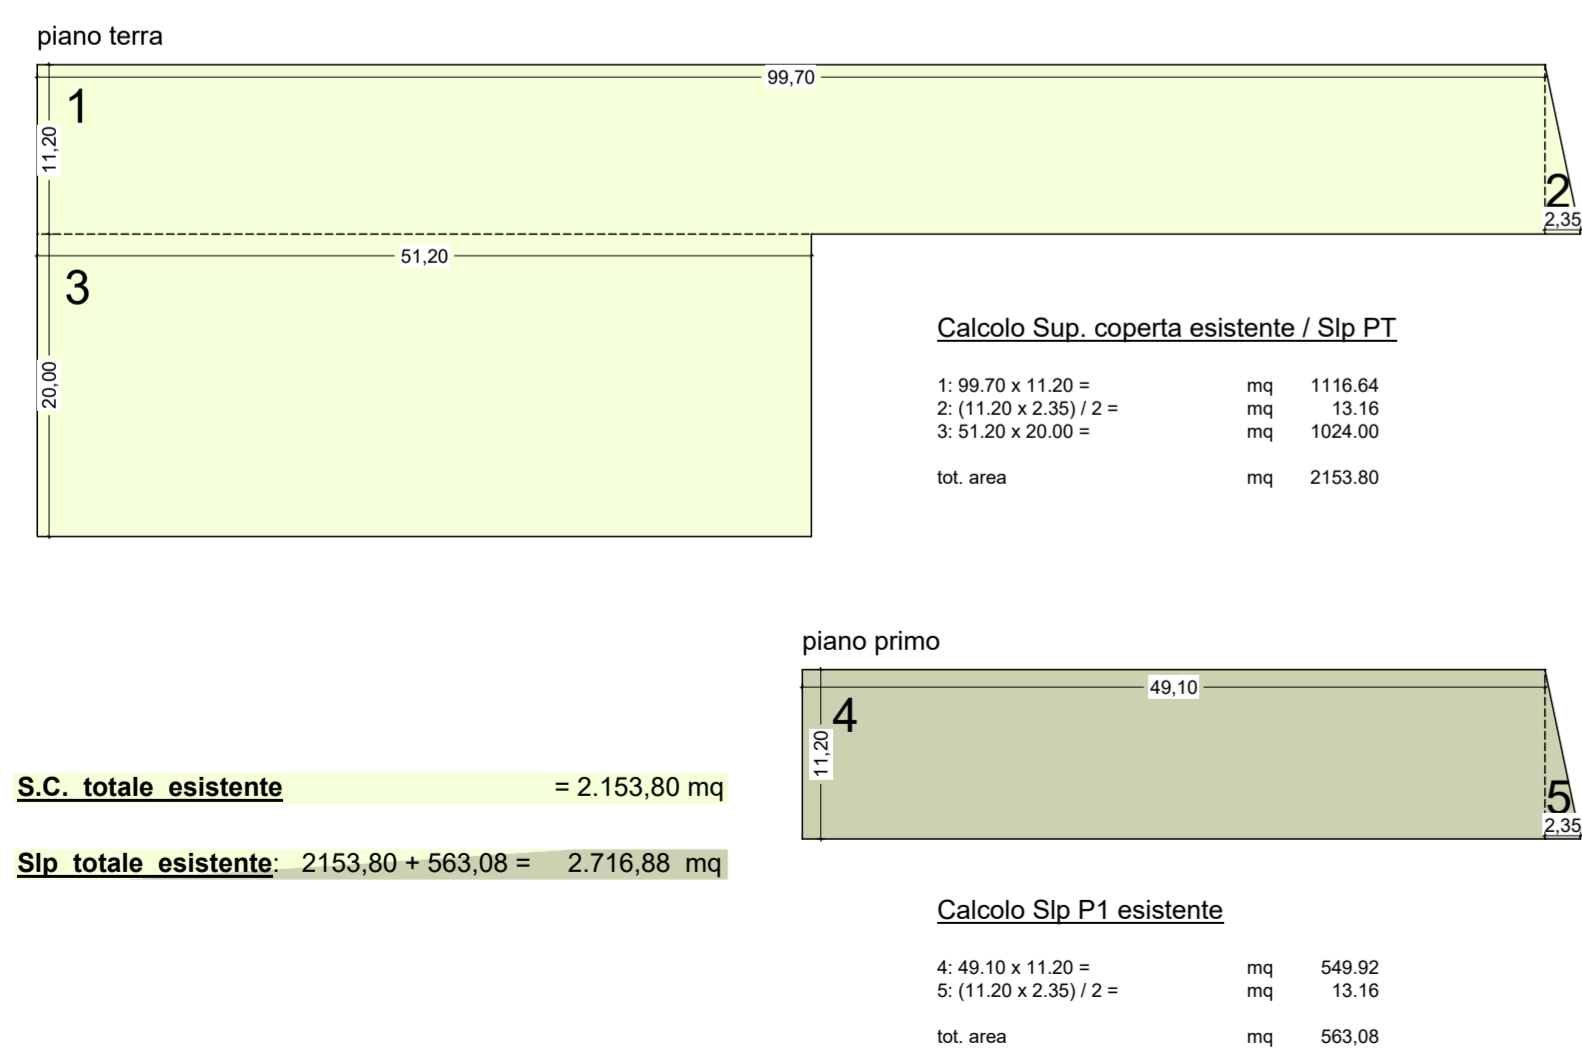 piano terra
99,70
1
11,20
2
2,35
51,20
3
20,00
Calcolo Sup. coperta esistente / Slp PT
1: 99.70 x 11.20 = mq 1116.64
2: (11.20 x 2.35) / 2 = mq 13.16
3: 51.20 x 20.00 = mq 1024.00
tot. area mq 2153.80
piano primo
49,10
4
11,20
5
2,35
S.C. totale esistente = 2.153,80 mq
Slp totale esistente: 2153,80 + 563,08 = 2.716,88 mq
Calcolo Slp P1 esistente
4: 49.10 x 11.20 = mq 549.92
5: (11.20 x 2.35) / 2 = mq 13.16
tot. area mq 563,08